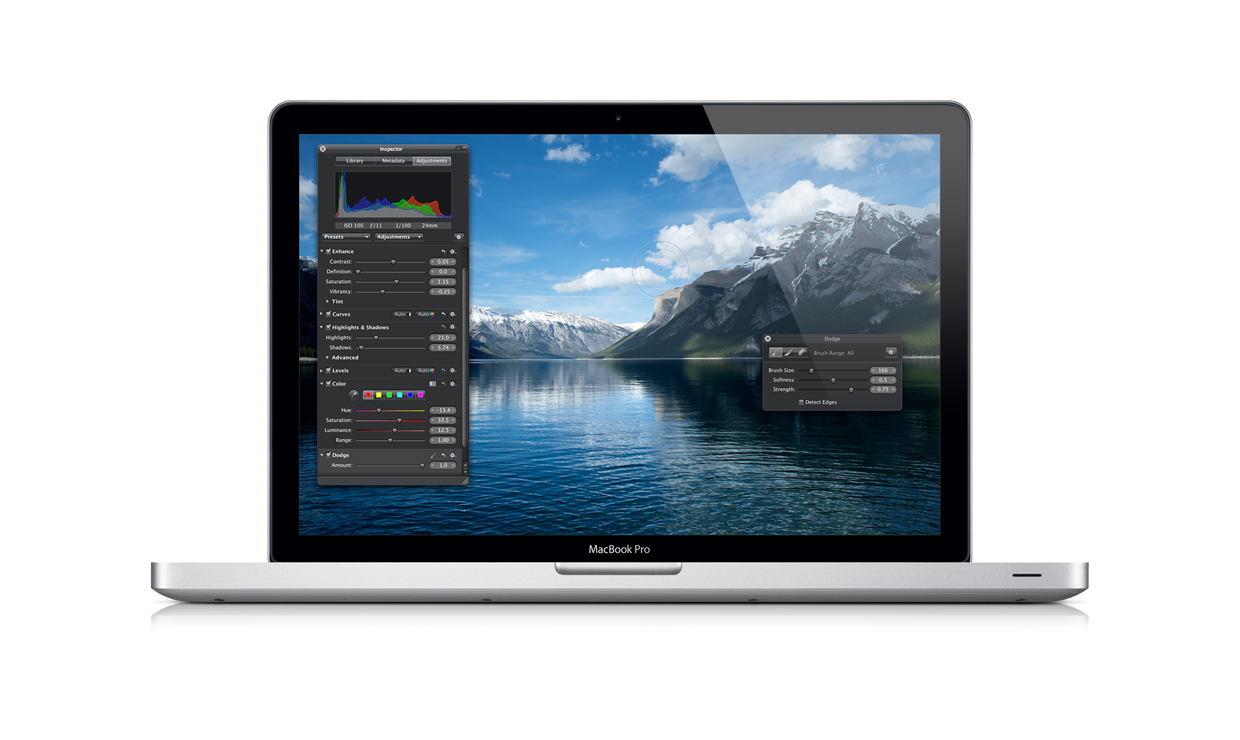 Inspector
Library Metadata Adjustments
ISO 100 f/11 1/100 24mm
Presets Adjustments
Enhance
Contrast: 0.05
Definition: 0.0
Saturation: 1.15
Vibrancy: -0.25
Tint
Curves Auto Auto
Highlights & Shadows
Highlights: 21.0
Shadows: 5.74
Advanced
Levels Auto Auto
Color
Hue: -13.4
Saturation: 33.5
Luminance: 12.5
Range: 1.00
Dodge
Amount: 1.0
Dodge
Brush Range: All
Brush Size: 166
Softness: 0.5
Strength: 0.75
Detect Edges
MacBook Pro